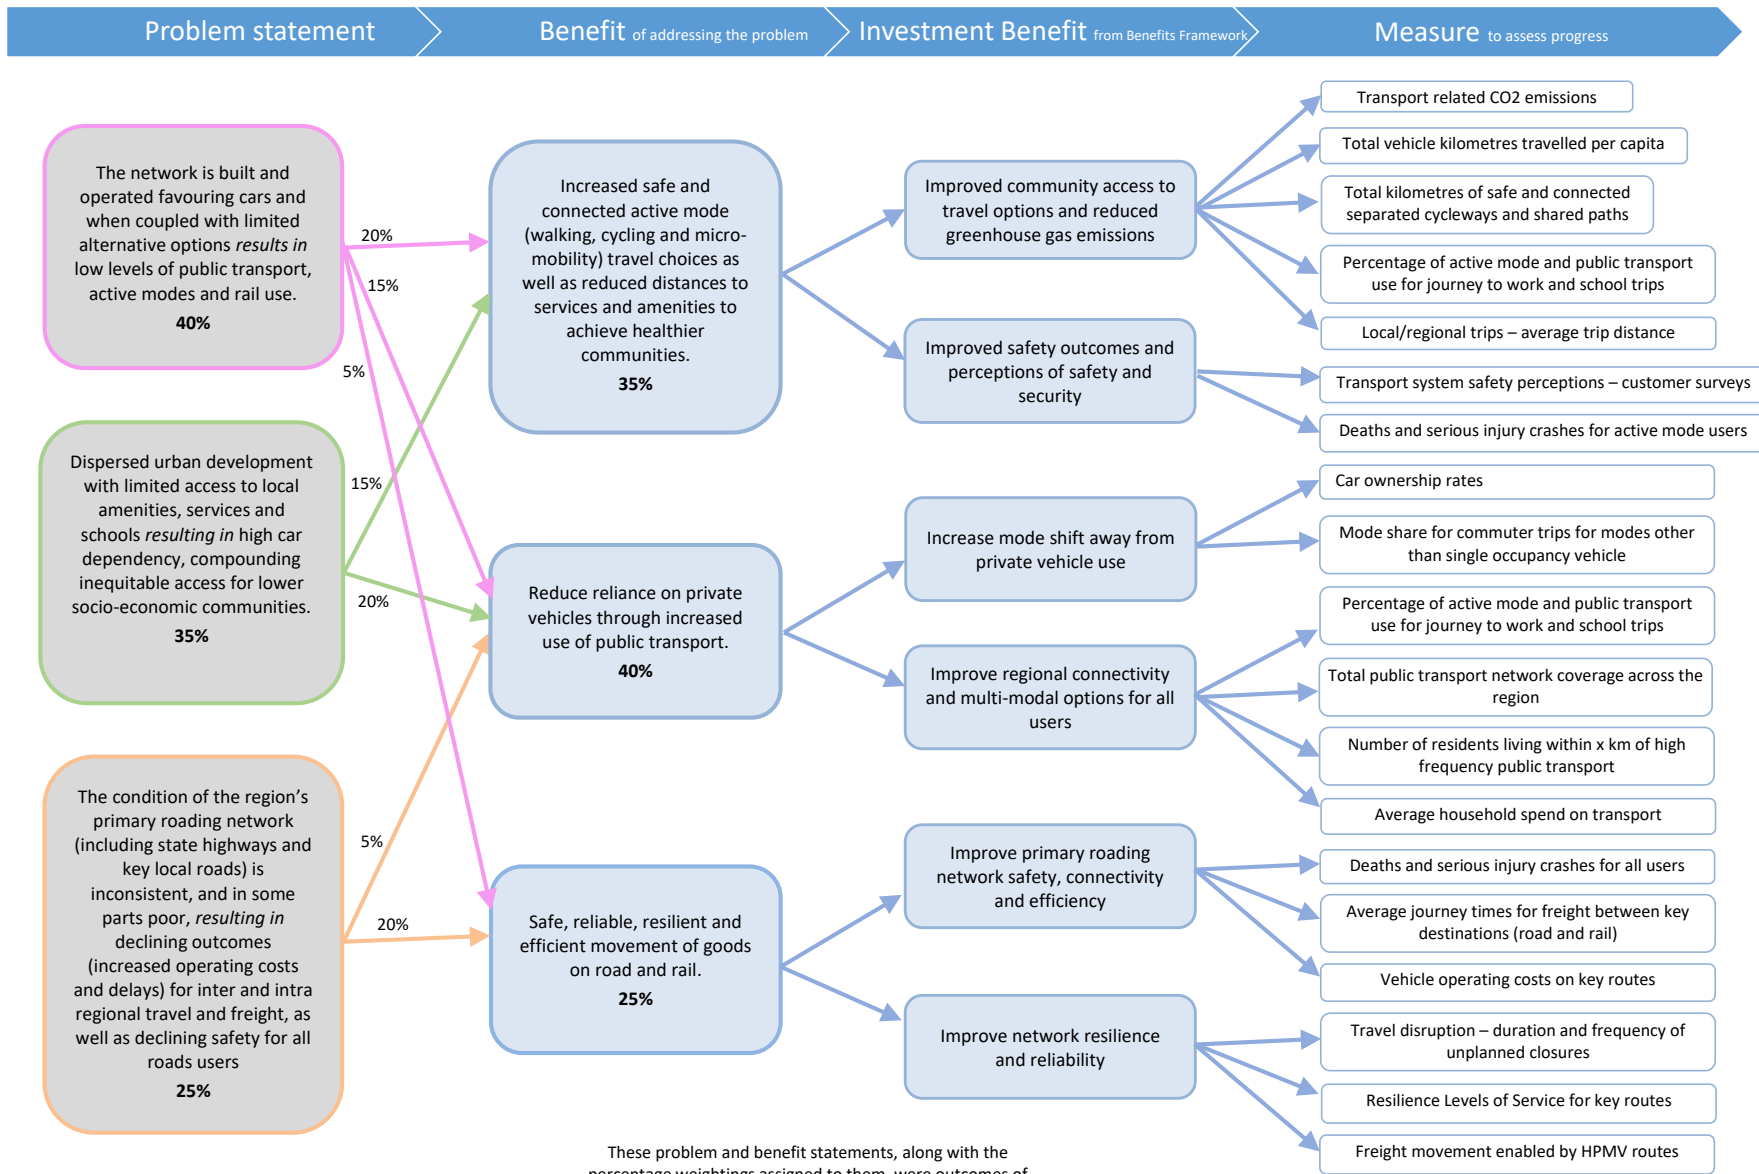 Problem statement
Benefit of addressing the problem
Investment Benefit from Benefits Framework
Measure to assess progress
The network is built and
operated favouring cars and
when coupled with limited
alternative options results in
low levels of public transport,
active modes and rail use.
40%
Dispersed urban development
with limited access to local
amenities, services and
schools resulting in high car
dependency, compounding
inequitable access for lower
socio-economic communities.
35%
The condition of the region’s
primary roading network
(including state highways and
key local roads) is
inconsistent, and in some
parts poor, resulting in
declining outcomes
(increased operating costs
and delays) for inter and intra
regional travel and freight, as
well as declining safety for all
roads users
25%
20%
15%
5%
15%
20%
5%
20%
Increased safe and
connected active mode
(walking, cycling and micro-
mobility) travel choices as
well as reduced distances to
services and amenities to
achieve healthier
communities.
35%
Reduce reliance on private
vehicles through increased
use of public transport.
40%
Safe, reliable, resilient and
efficient movement of goods
on road and rail.
25%
Improved community access to
travel options and reduced
greenhouse gas emissions
Improved safety outcomes and
perceptions of safety and
security
Increase mode shift away from
private vehicle use
Improve regional connectivity
and multi-modal options for all
users
Improve primary roading
network safety, connectivity
and efficiency
Improve network resilience
and reliability
Transport related CO2 emissions
Total vehicle kilometres travelled per capita
Total kilometres of safe and connected
separated cycleways and shared paths
Percentage of active mode and public transport
use for journey to work and school trips
Local/regional trips – average trip distance
Transport system safety perceptions – customer surveys
Deaths and serious injury crashes for active mode users
Car ownership rates
Mode share for commuter trips for modes other
than single occupancy vehicle
Percentage of active mode and public transport
use for journey to work and school trips
Total public transport network coverage across the
region
Number of residents living within x km of high
frequency public transport
Average household spend on transport
Deaths and serious injury crashes for all users
Average journey times for freight between key
destinations (road and rail)
Vehicle operating costs on key routes
Travel disruption – duration and frequency of
unplanned closures
Resilience Levels of Service for key routes
Freight movement enabled by HPMV routes
These problem and benefit statements, along with the
percentage weightings assigned to them, were outcomes of